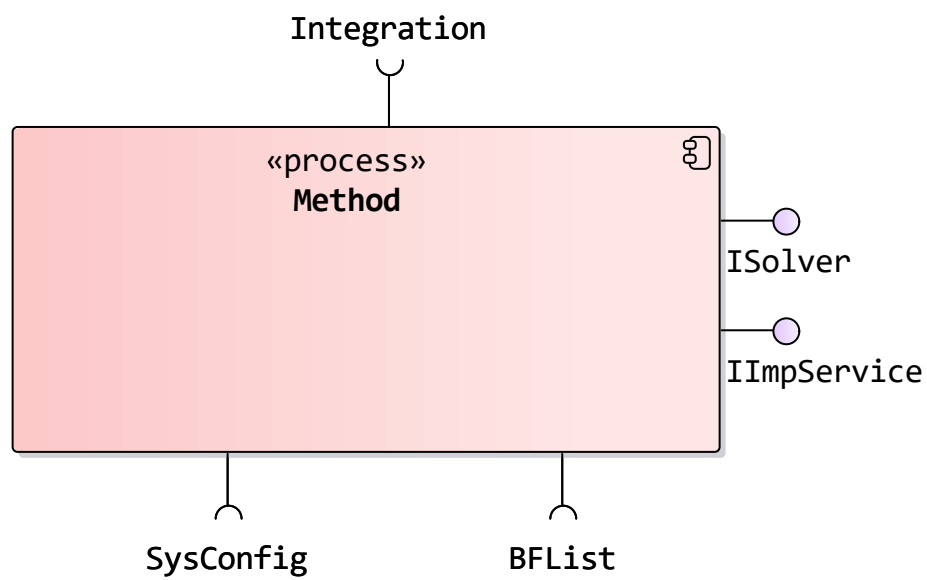 Integration
«process»
Method
ISolver
IImpService
SysConfig
BFList